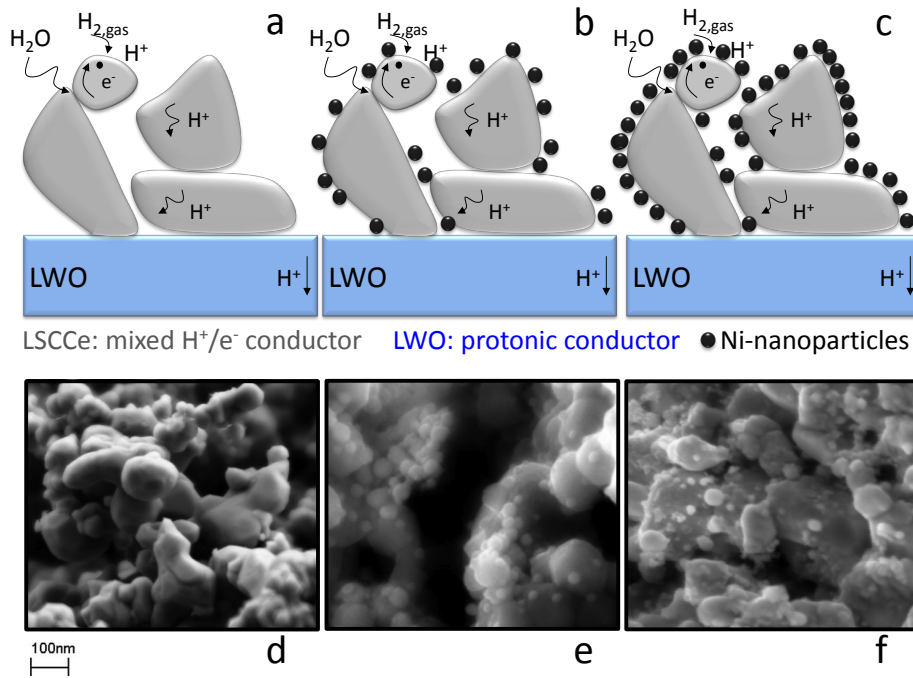 a
H₂O
H₂,gas
H⁺
e⁻
H⁺
H⁺
LWO
H⁺
b
H₂O
H₂,gas
H⁺
e⁻
H⁺
H⁺
LWO
H⁺
c
H₂O
H₂,gas
H⁺
e⁻
H⁺
H⁺
LWO
H⁺
LSCCe: mixed H⁺/e⁻ conductor
LWO: protonic conductor
Ni-nanoparticles
100nm
d
e
f